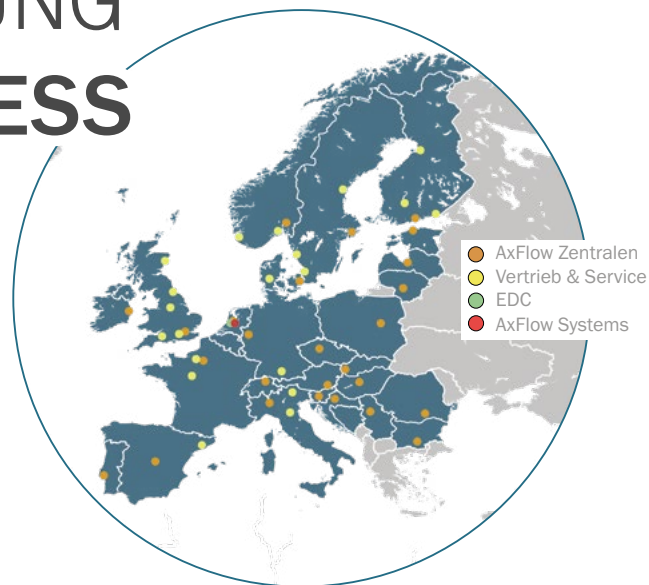 ESS
AxFlow Zentralen
Vertrieb & Service
EDC
AxFlow Systems